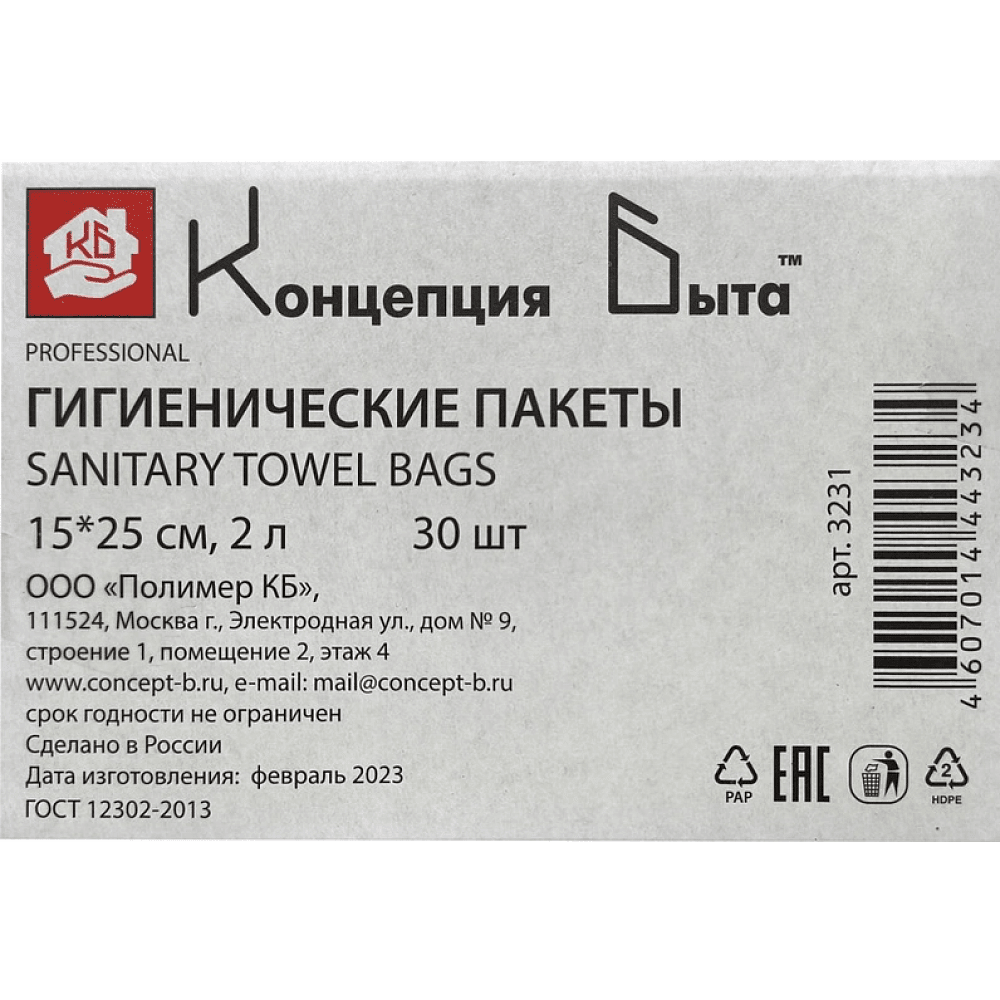 КБ
Концепция Быта™
PROFESSIONAL
ГИГИЕНИЧЕСКИЕ ПАКЕТЫ
SANITARY TOWEL BAGS
15*25 см, 2 л 30 шт
ООО «Полимер КБ»,
111524, Москва г., Электродная ул., дом № 9,
строение 1, помещение 2, этаж 4
www.concept-b.ru, e-mail: mail@concept-b.ru
срок годности не ограничен
Сделано в России
Дата изготовления: февраль 2023
ГОСТ 12302-2013
арт. 3231
4607014443234
PAP
EAC
2
HDPE